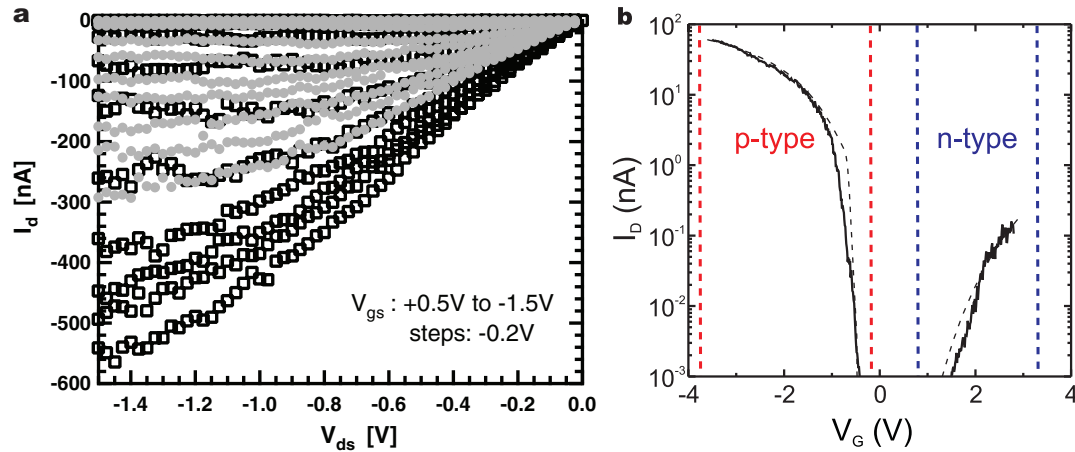 a
I_d [nA]
0
-100
-200
-300
-400
-500
-600
-1.4
-1.2
-1.0
-0.8
-0.6
-0.4
-0.2
0.0
V_ds [V]
V_gs : +0.5V to -1.5V
steps: -0.2V
b
I_D (nA)
10^2
10^1
10^0
10^-1
10^-2
10^-3
p-type
n-type
-4
-2
0
2
4
V_G (V)